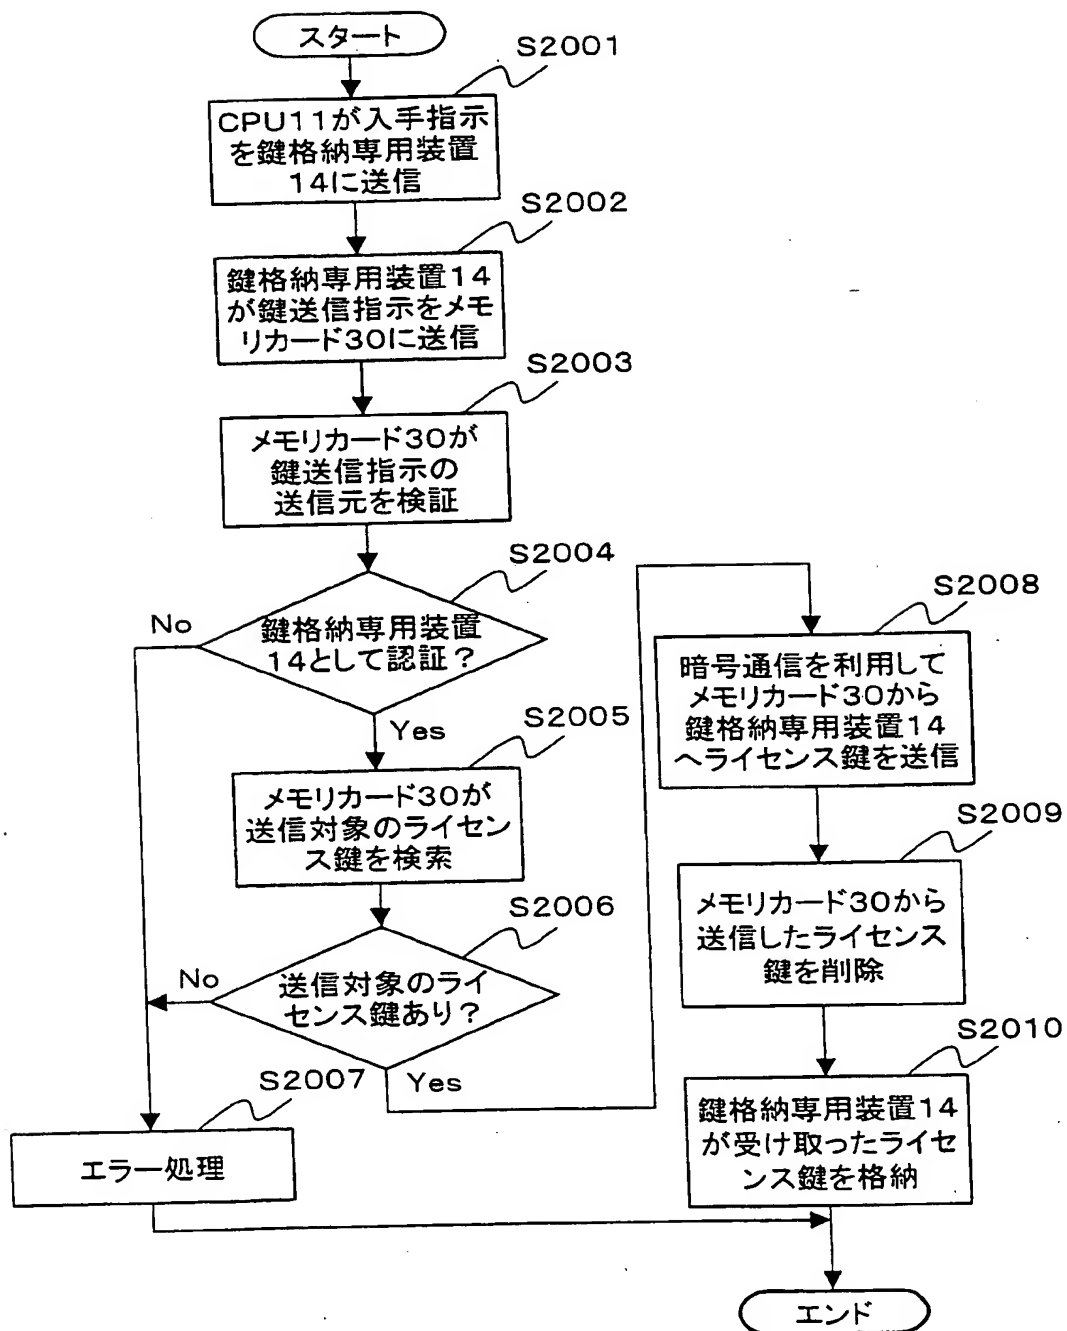 スタート
S2001
CPU11が入手指示
を鍵格納専用装置
14に送信
S2002
鍵格納専用装置14
が鍵送信指示をメモ
リカード30に送信
S2003
メモリカード30が
鍵送信指示の
送信元を検証
S2004
No
鍵格納専用装置
14として認証？
Yes
S2005
メモリカード30が
送信対象のライセン
ス鍵を検索
S2006
No
送信対象のライ
センス鍵あり？
Yes
S2007
エラー処理
S2008
暗号通信を利用して
メモリカード30から
鍵格納専用装置14
へライセンス鍵を送信
S2009
メモリカード30から
送信したライセンス
鍵を削除
S2010
鍵格納専用装置14
が受け取ったライセ
ンス鍵を格納
エンド